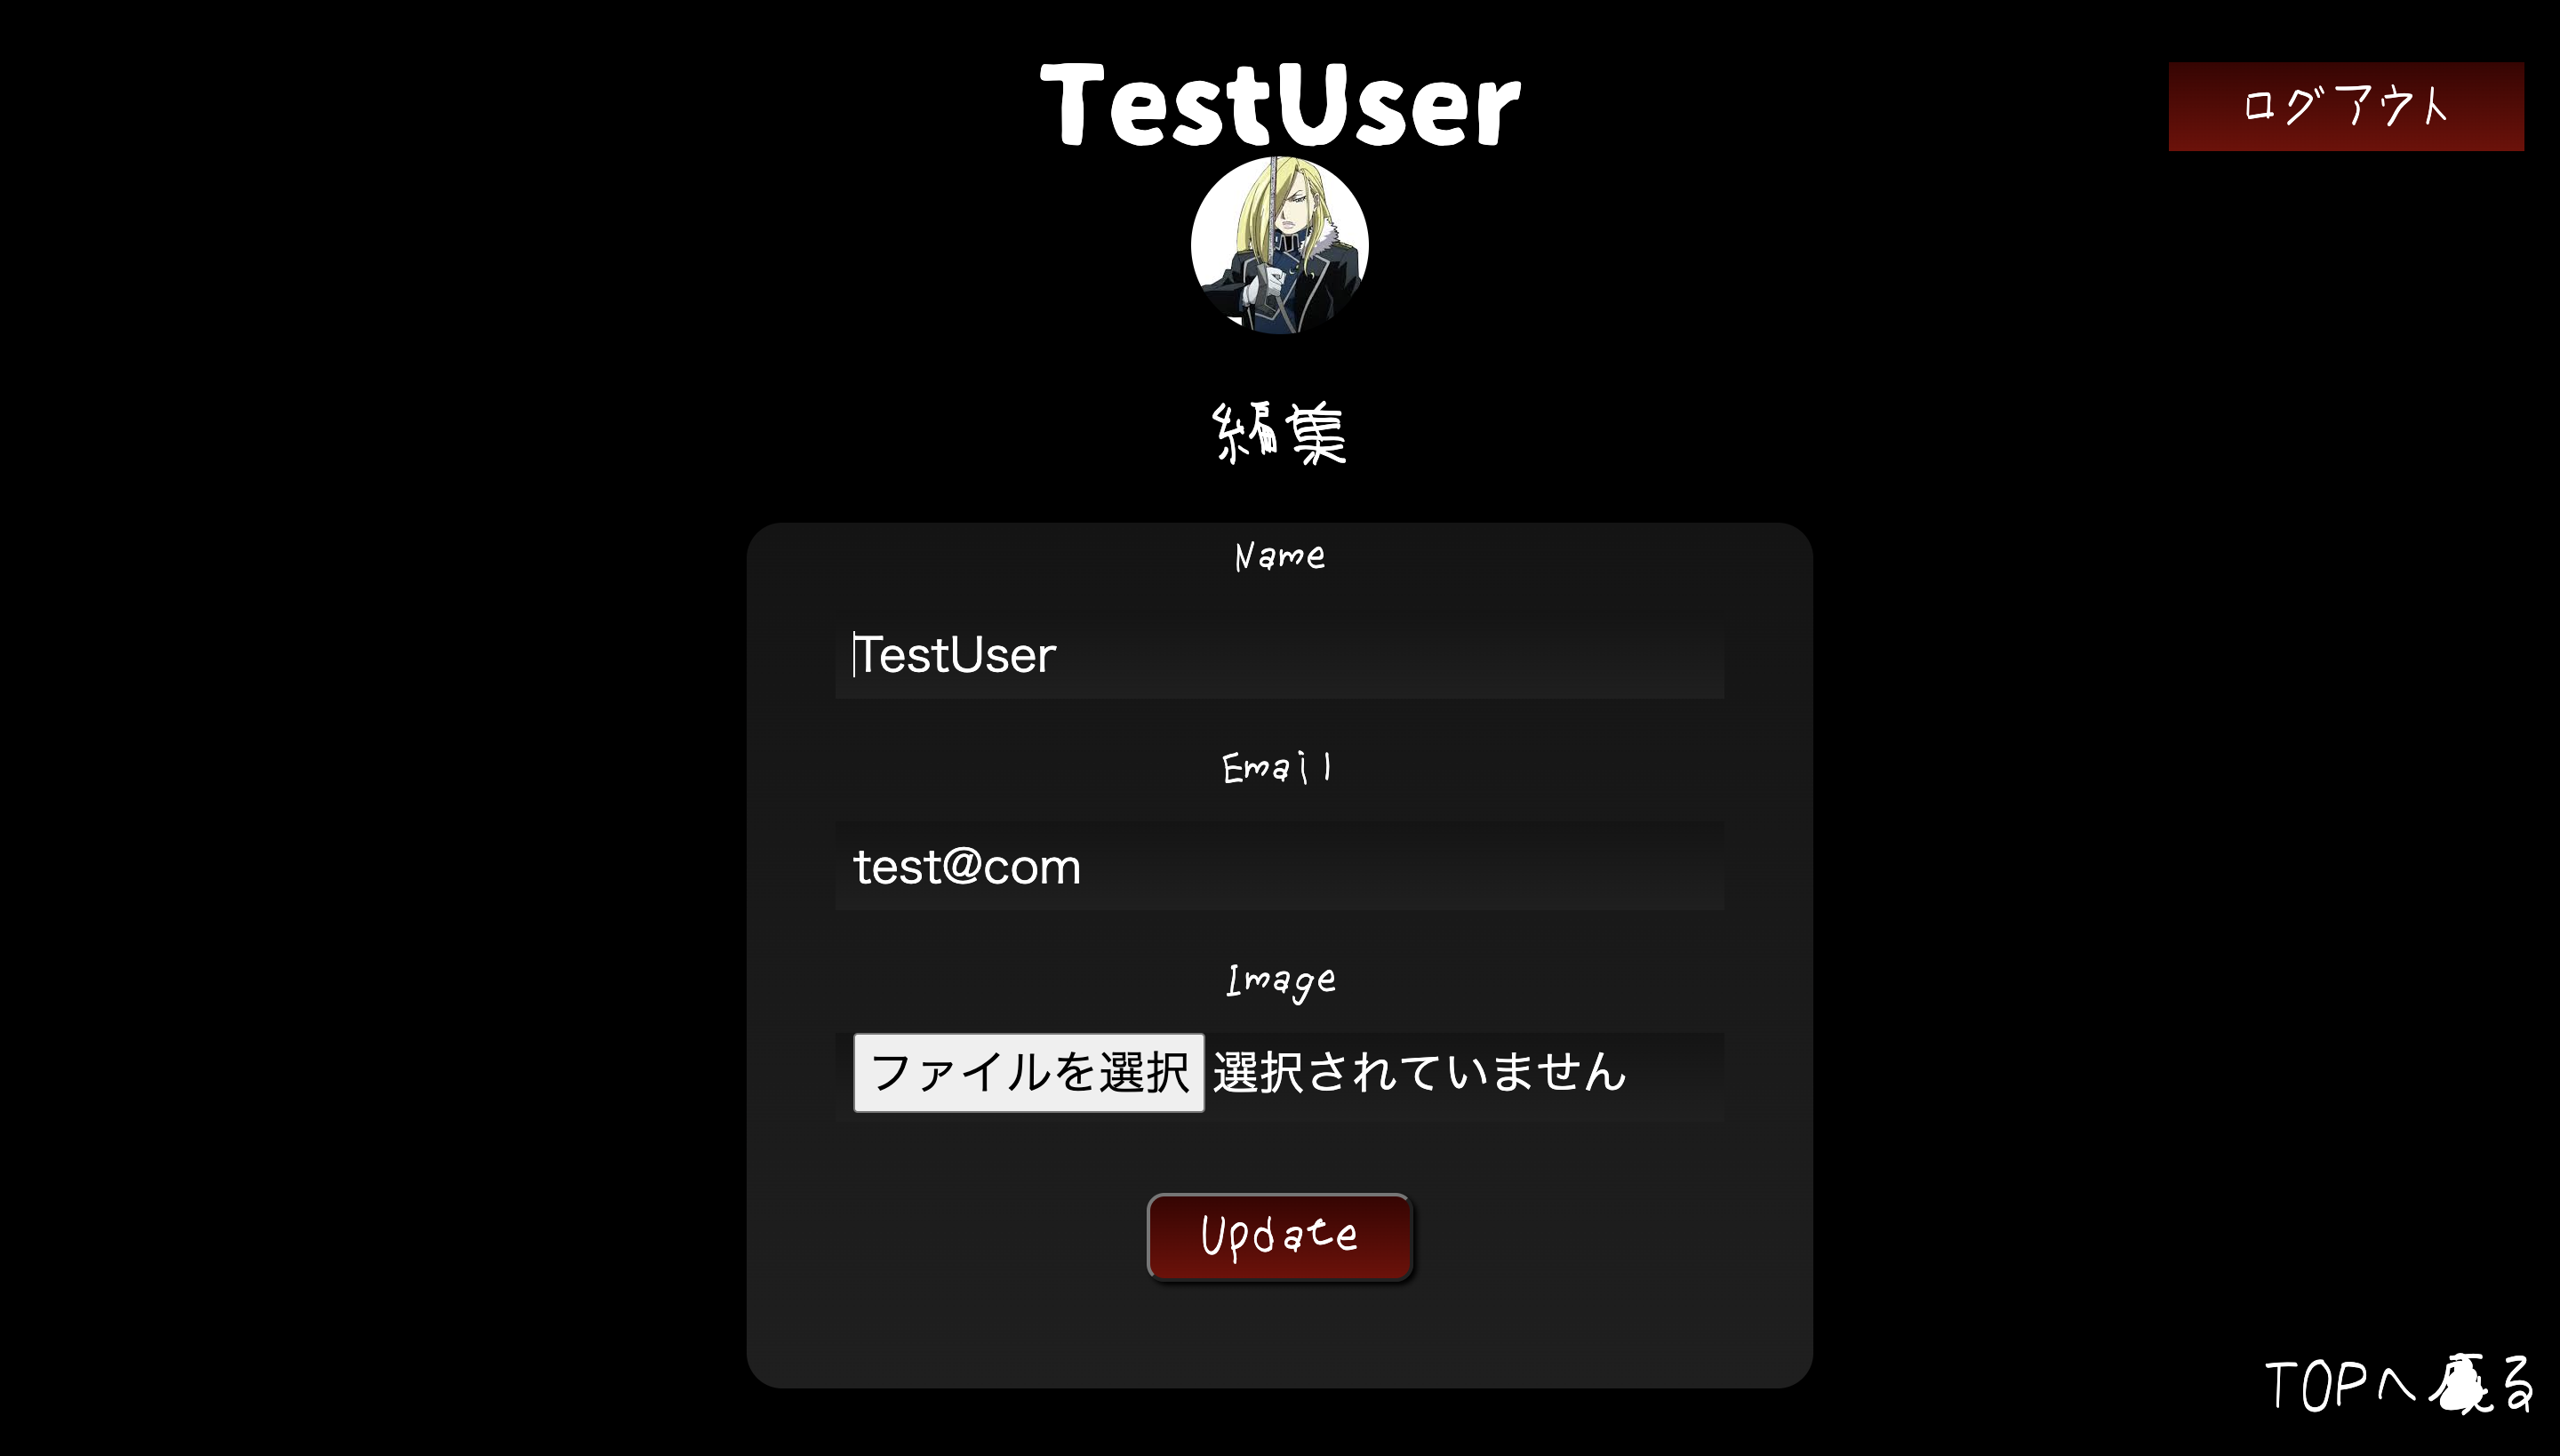 TestUser
ログアウト
編集
Name
TestUser
Email
test@com
Image
ファイルを選択 選択されていません
Update
TOPへ戻る